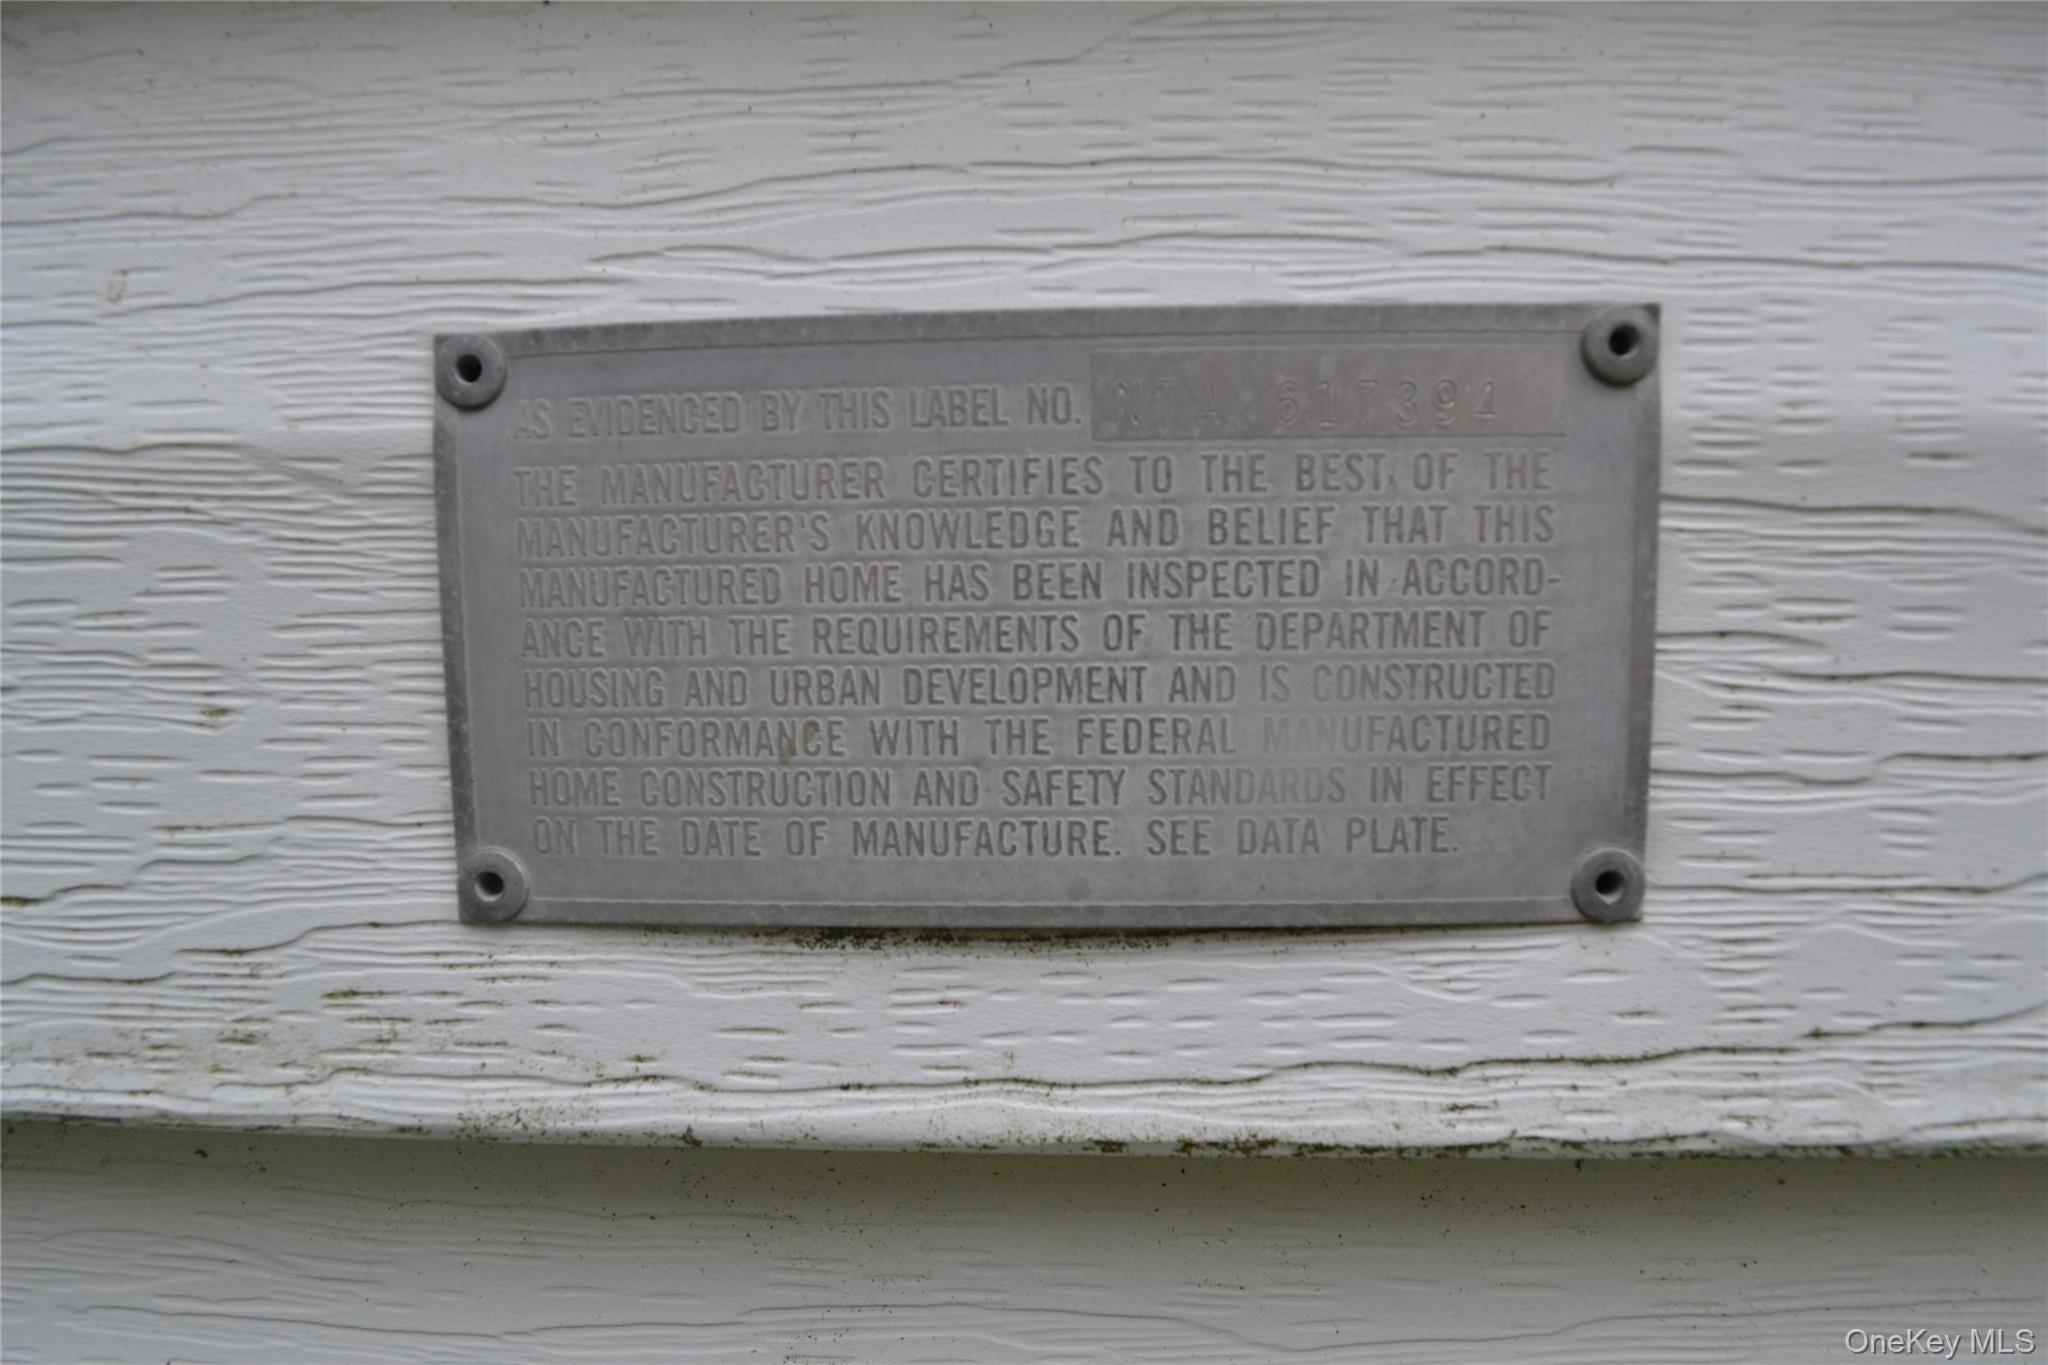 AS EVIDENCED BY THIS LABEL NO. NTA 617394
THE MANUFACTURER CERTIFIES TO THE BEST OF THE
MANUFACTURER'S KNOWLEDGE AND BELIEF THAT THIS
MANUFACTURED HOME HAS BEEN INSPECTED IN ACCORD-
ANCE WITH THE REQUIREMENTS OF THE DEPARTMENT OF
HOUSING AND URBAN DEVELOPMENT AND IS CONSTRUCTED
IN CONFORMANCE WITH THE FEDERAL MANUFACTURED
HOME CONSTRUCTION AND SAFETY STANDARDS IN EFFECT
ON THE DATE OF MANUFACTURE. SEE DATA PLATE.
OneKey MLS